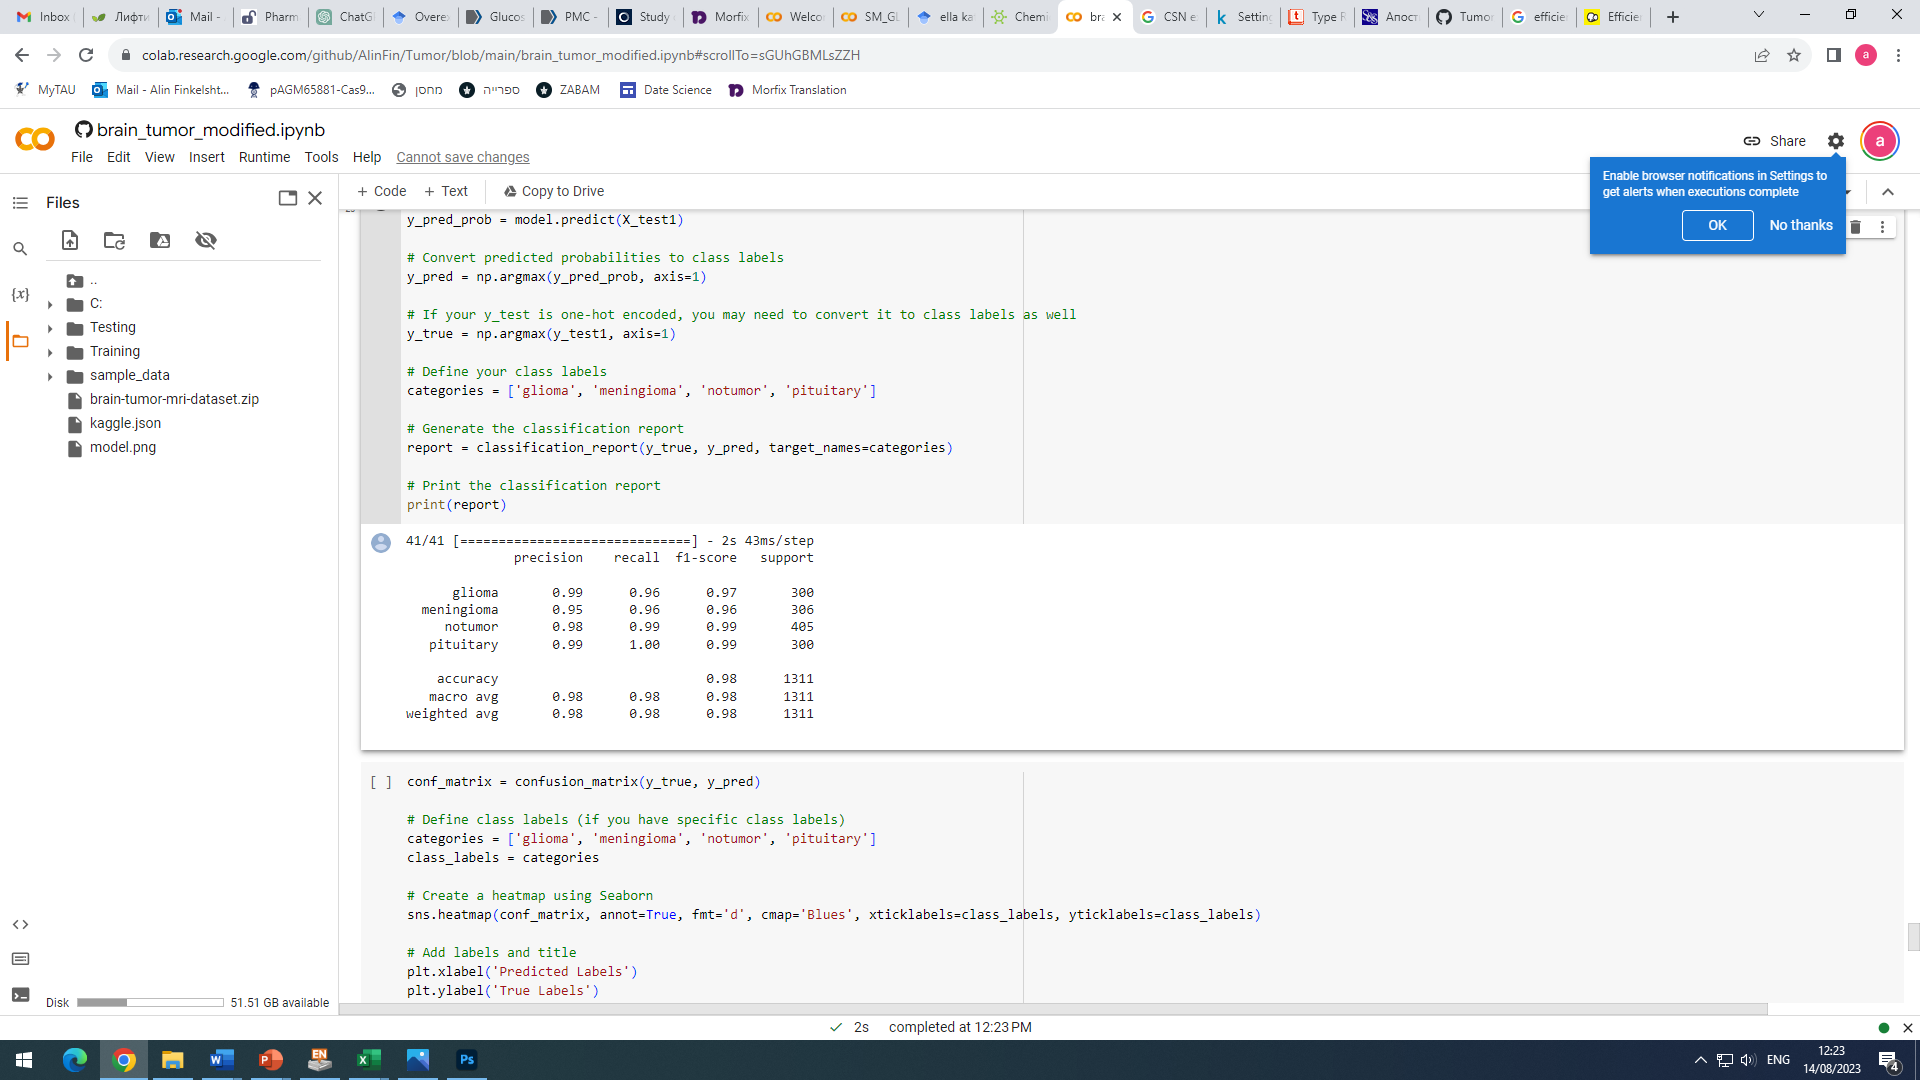 Inbox
Лифти
Mail -
Pharm
ChatG
Overex
Glucos
PMC -
Study
Morfix
Welco
SM_GL
ella ka
Chemi
bra
CSN e
Setting
Type R
Апост
Tumor
efficie
Efficier
colab.research.google.com/github/AlinFin/Tumor/blob/main/brain_tumor_modified.ipynb#scrollTo=sGUhGBMLsZZH
MyTAU
Mail - Alin Finkelsht...
pAGM65881-Cas9...
מחסן
ספרייה
ZABAM
Date Science
Morfix Translation
brain_tumor_modified.ipynb
File Edit View Insert Runtime Tools Help Cannot save changes
Share
a
Enable browser notifications in Settings to
get alerts when executions complete
OK No thanks
Files
+ Code + Text Copy to Drive
..
C:
Testing
Training
sample_data
brain-tumor-mri-dataset.zip
kaggle.json
model.png
Disk 51.51 GB available
y_pred_prob = model.predict(X_test1)
# Convert predicted probabilities to class labels
y_pred = np.argmax(y_pred_prob, axis=1)
# If your y_test is one-hot encoded, you may need to convert it to class labels as well
y_true = np.argmax(y_test1, axis=1)
# Define your class labels
categories = ['glioma', 'meningioma', 'notumor', 'pituitary']
# Generate the classification report
report = classification_report(y_true, y_pred, target_names=categories)
# Print the classification report
print(report)
41/41 [==============================] - 2s 43ms/step
precision recall f1-score support
glioma 0.99 0.96 0.97 300
meningioma 0.95 0.96 0.96 306
notumor 0.98 0.99 0.99 405
pituitary 0.99 1.00 0.99 300
accuracy 0.98 1311
macro avg 0.98 0.98 0.98 1311
weighted avg 0.98 0.98 0.98 1311
[ ] conf_matrix = confusion_matrix(y_true, y_pred)
# Define class labels (if you have specific class labels)
categories = ['glioma', 'meningioma', 'notumor', 'pituitary']
class_labels = categories
# Create a heatmap using Seaborn
sns.heatmap(conf_matrix, annot=True, fmt='d', cmap='Blues', xticklabels=class_labels, yticklabels=class_labels)
# Add labels and title
plt.xlabel('Predicted Labels')
plt.ylabel('True Labels')
2s completed at 12:23 PM
ENG
12:23
14/08/2023
4